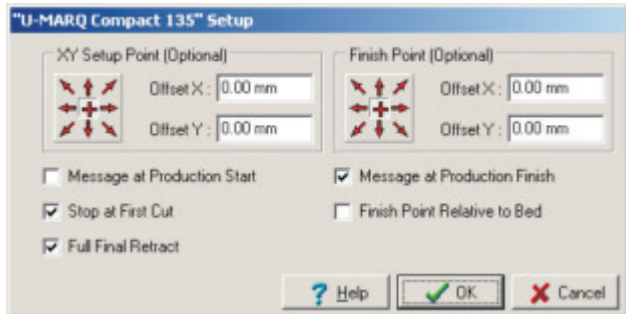 "U-MARQ Compact 135" Setup
XY Setup Point (Optional)
Offset X : 0.00 mm
Offset Y : 0.00 mm
Finish Point (Optional)
Offset X : 0.00 mm
Offset Y : 0.00 mm
Message at Production Start
Message at Production Finish
Stop at First Cut
Finish Point Relative to Bed
Full Final Retract
? Help
OK
Cancel